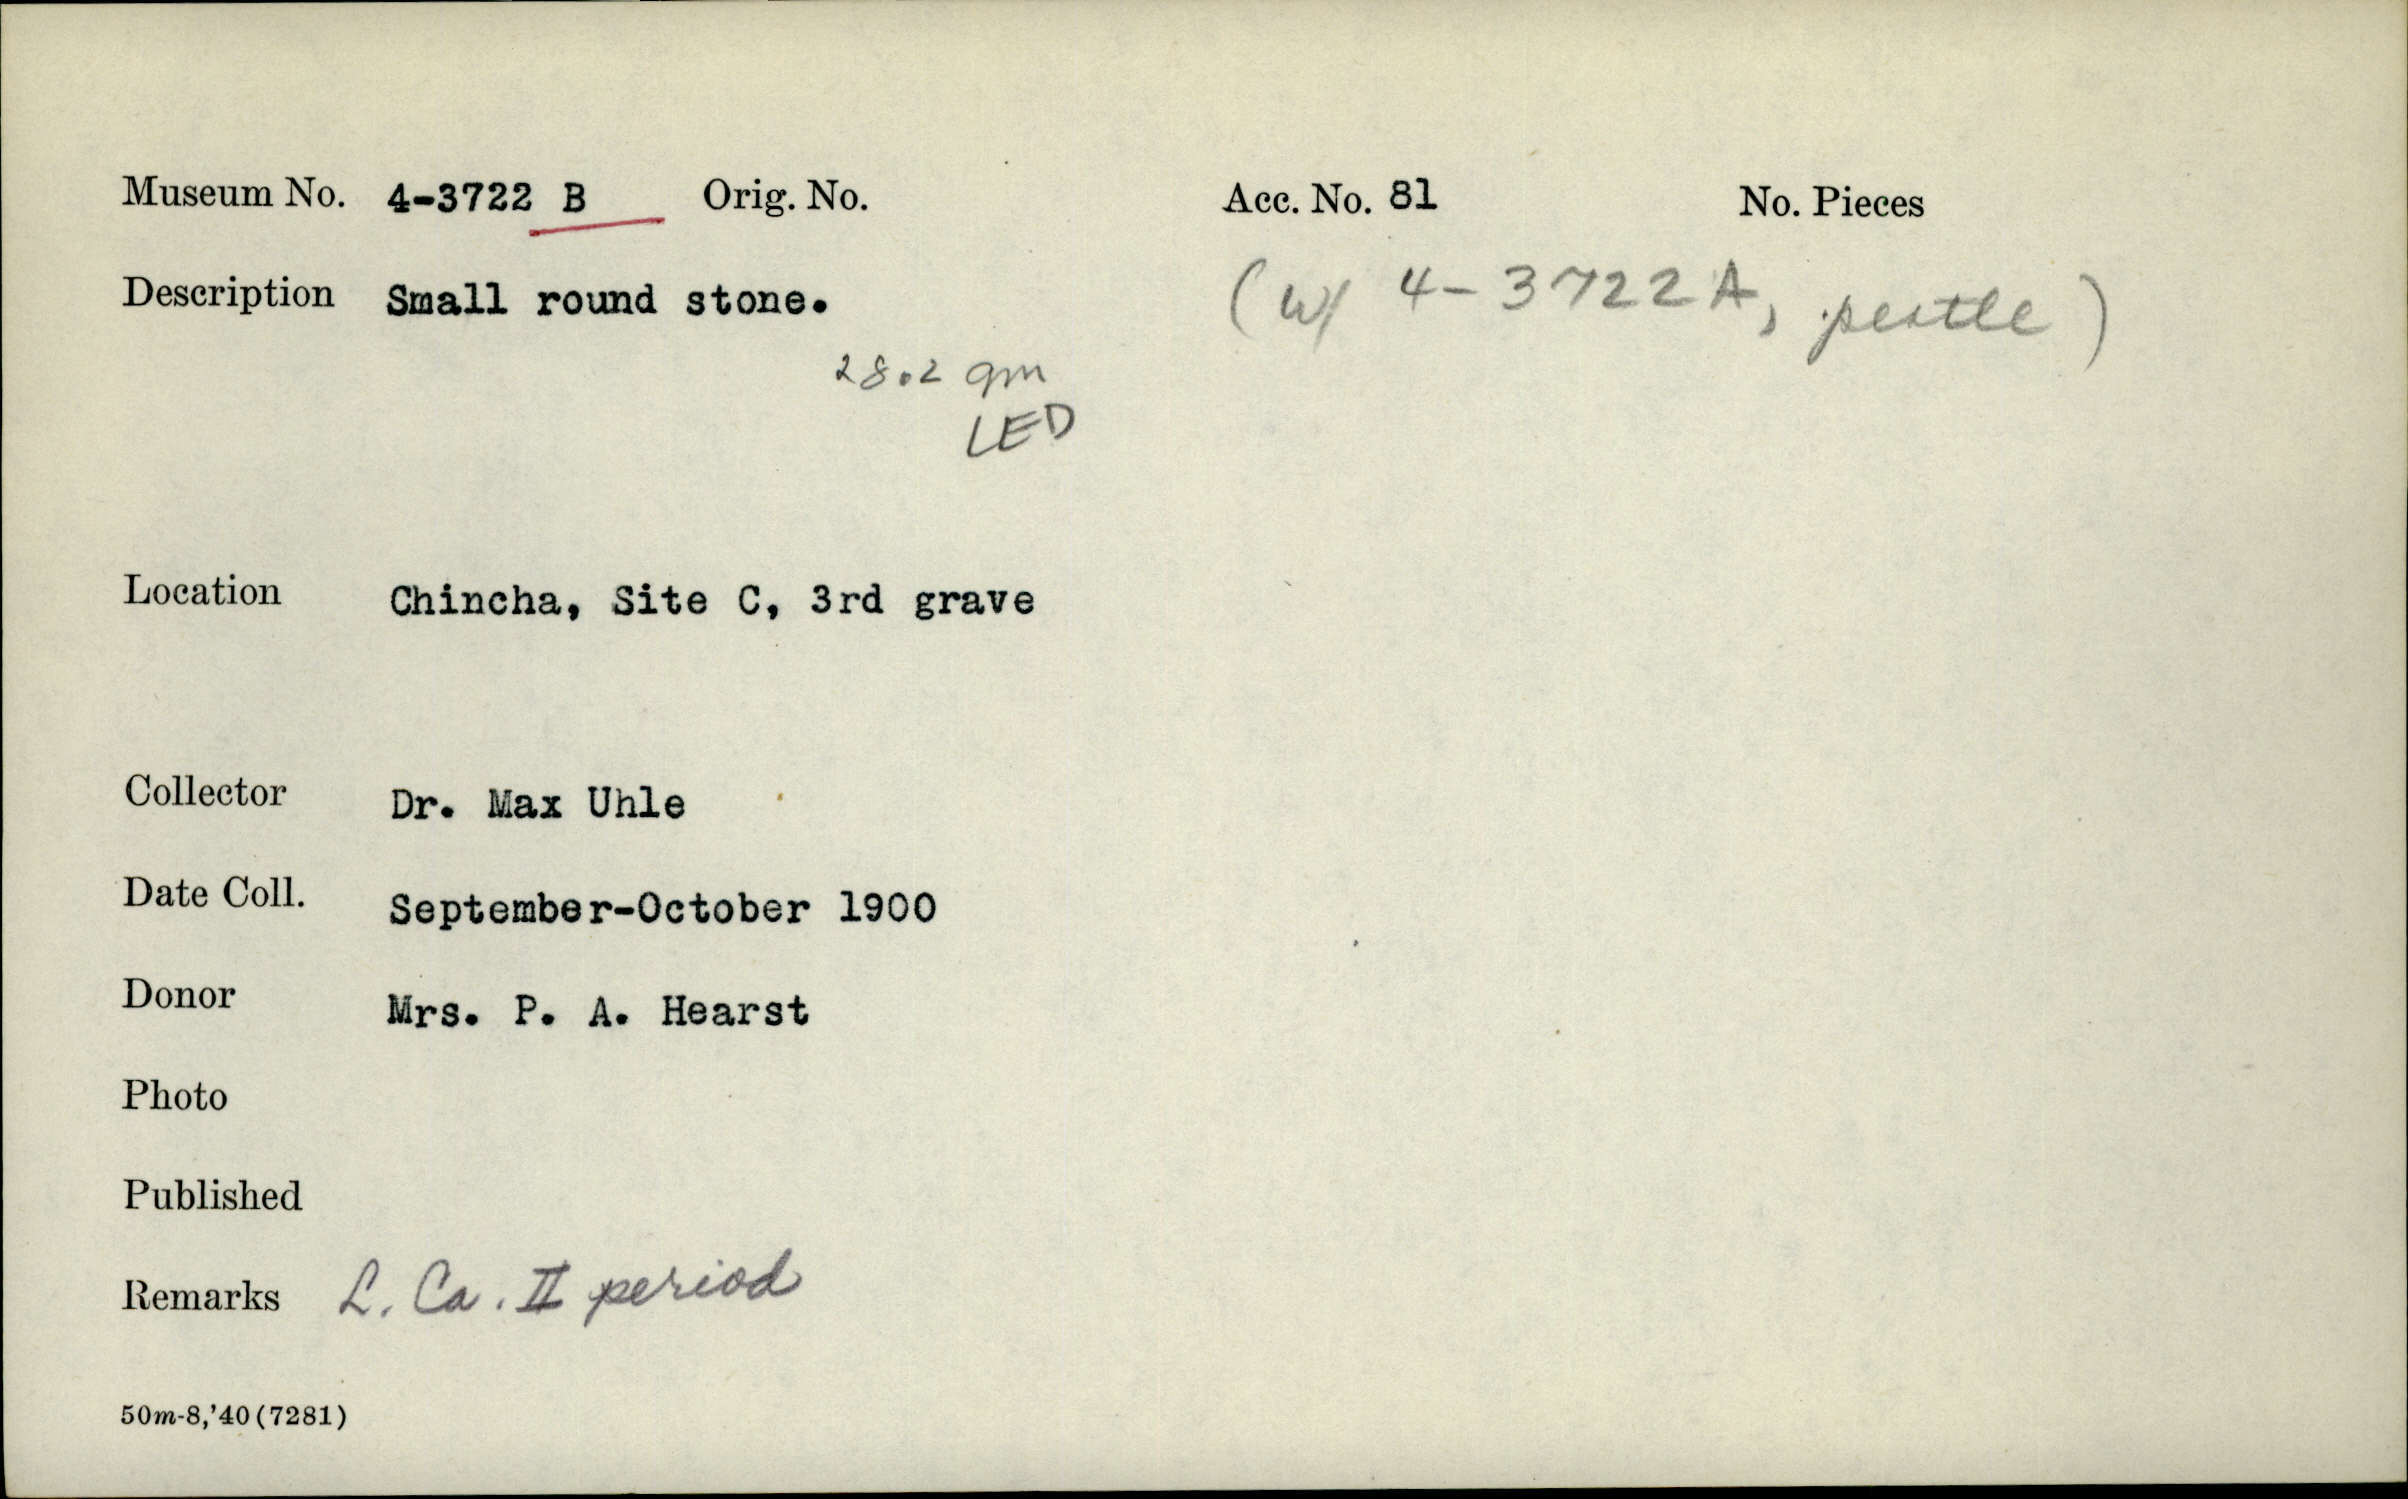 Museum No. 4-3722 B Orig. No. Acc. No. 81 No. Pieces
Description Small round stone. (w/ 4-3722A, pestle)
28.2 gm
LED
Location Chincha, Site C, 3rd grave
Collector Dr. Max Uhle
Date Coll. September-October 1900
Donor Mrs. P. A. Hearst
Photo
Published
Remarks L. Ca. II period
50m-8,'40(7281)